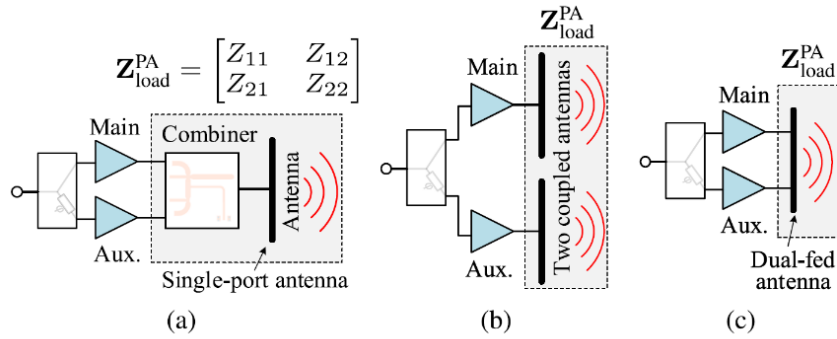 Z^PA_load = [Z11 Z12
Z21 Z22]
Main
Combiner
Antenna
Aux.
Single-port antenna
(a)
Z^PA_load
Main
Two coupled antennas
Aux.
(b)
Z^PA_load
Main
Aux.
Dual-fed
antenna
(c)